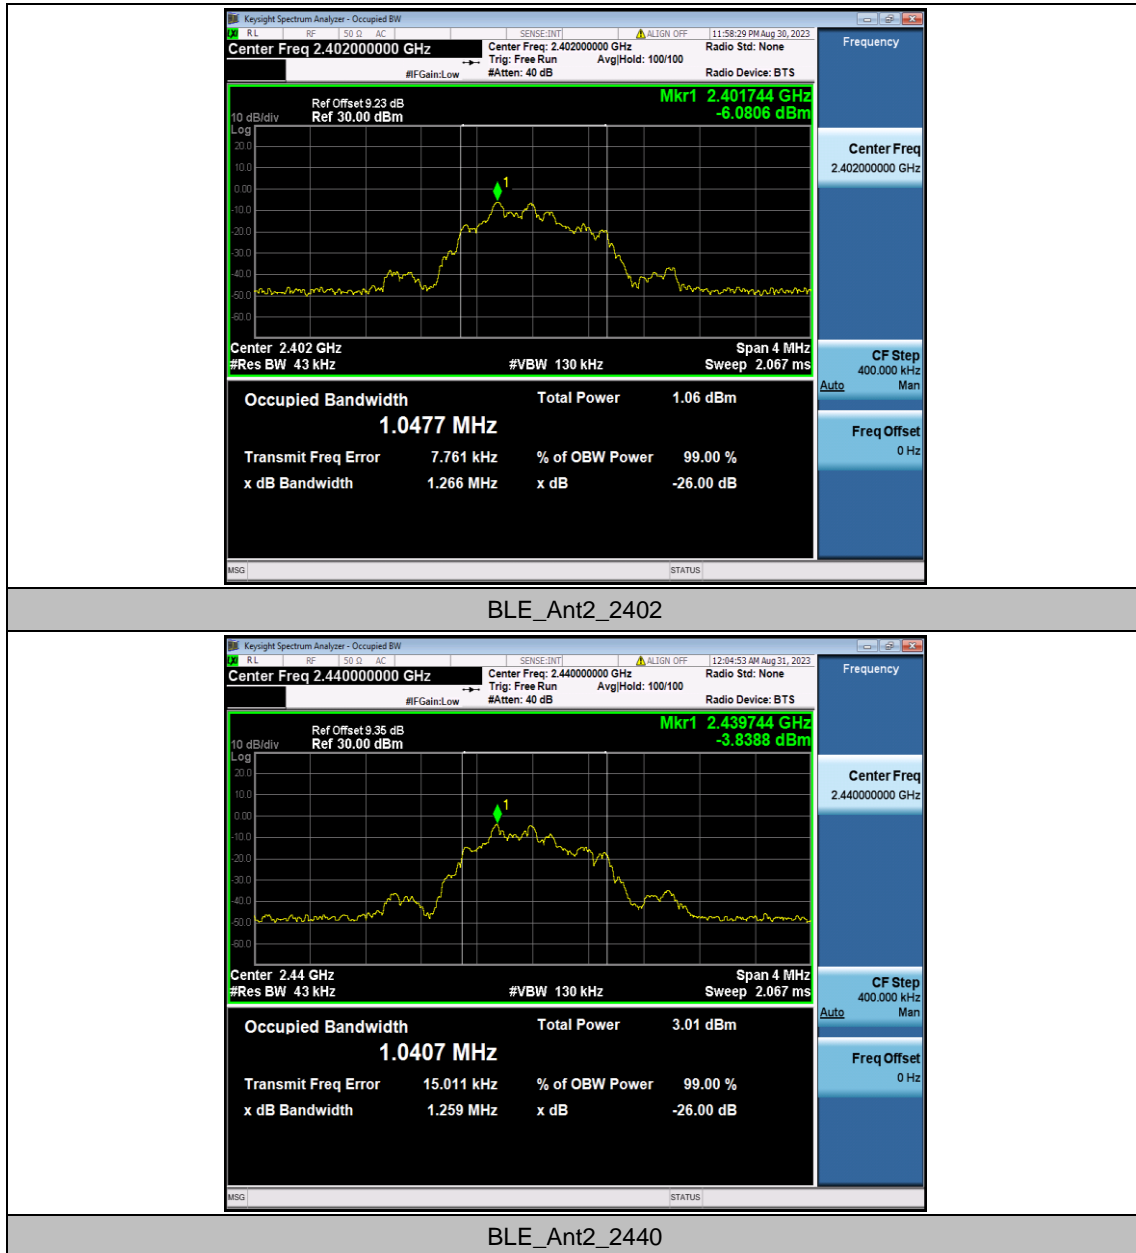 Keysight Spectrum Analyzer - Occupied BW
RL RF 50 Ω AC SENSE:INT ALIGN OFF 11:58:29 PM Aug 30, 2023
Center Freq 2.402000000 GHz Center Freq: 2.402000000 GHz Radio Std: None Frequency
Trig: Free Run Avg|Hold: 100/100
#IFGain:Low #Atten: 40 dB Radio Device: BTS
Mkr1 2.401744 GHz
-6.0806 dBm
Ref Offset 9.23 dB
10 dB/div Ref 30.00 dBm
Log
20.0
10.0
0.00
-10.0
-20.0
-30.0
-40.0
-50.0
-60.0
1
Center Freq
2.402000000 GHz
Center 2.402 GHz Span 4 MHz
#Res BW 43 kHz #VBW 130 kHz Sweep 2.067 ms
CF Step
400.000 kHz
Auto Man
Freq Offset
0 Hz
Occupied Bandwidth Total Power 1.06 dBm
1.0477 MHz
Transmit Freq Error 7.761 kHz % of OBW Power 99.00 %
x dB Bandwidth 1.266 MHz x dB -26.00 dB
MSG STATUS
BLE_Ant2_2402
Keysight Spectrum Analyzer - Occupied BW
RL RF 50 Ω AC SENSE:INT ALIGN OFF 12:04:53 AM Aug 31, 2023
Center Freq 2.440000000 GHz Center Freq: 2.440000000 GHz Radio Std: None Frequency
Trig: Free Run Avg|Hold: 100/100
#IFGain:Low #Atten: 40 dB Radio Device: BTS
Mkr1 2.439744 GHz
-3.8388 dBm
Ref Offset 9.35 dB
10 dB/div Ref 30.00 dBm
Log
20.0
10.0
0.00
-10.0
-20.0
-30.0
-40.0
-50.0
-60.0
1
Center Freq
2.440000000 GHz
Center 2.44 GHz Span 4 MHz
#Res BW 43 kHz #VBW 130 kHz Sweep 2.067 ms
CF Step
400.000 kHz
Auto Man
Freq Offset
0 Hz
Occupied Bandwidth Total Power 3.01 dBm
1.0407 MHz
Transmit Freq Error 15.011 kHz % of OBW Power 99.00 %
x dB Bandwidth 1.259 MHz x dB -26.00 dB
MSG STATUS
BLE_Ant2_2440